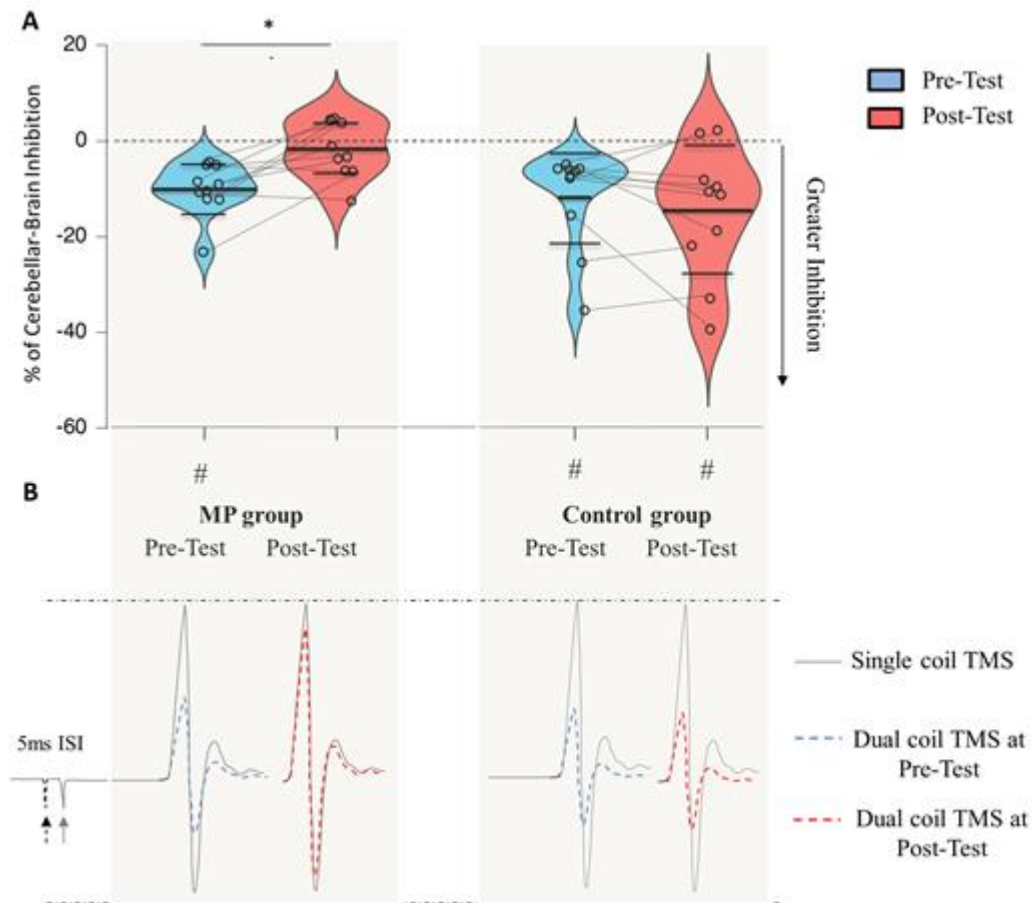 A
*
20
0
-20
-40
-60
% of Cerebellar-Brain Inhibition
Pre-Test
Post-Test
Greater Inhibition
# # #
B
MP group Control group
Pre-Test Post-Test Pre-Test Post-Test
5ms ISI
Single coil TMS
Dual coil TMS at
Pre-Test
Dual coil TMS at
Post-Test